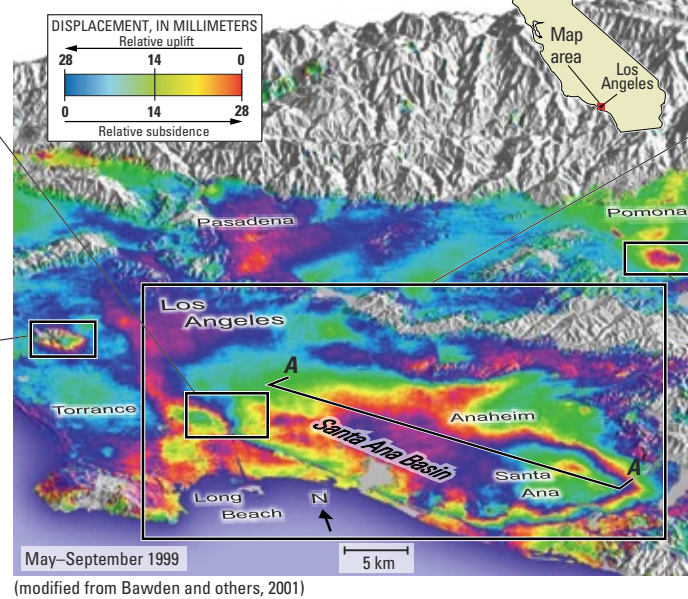 DISPLACEMENT, IN MILLIMETERS
Relative uplift
28 14 0
0 14 28
Relative subsidence
Map
area
Los
Angeles
Pasadena
Pomona
Los
Angeles
A
Torrance
Anaheim
Santa Ana Basin
Santa
Ana
A'
Long
Beach
N
May–September 1999
5 km
(modified from Bawden and others, 2001)